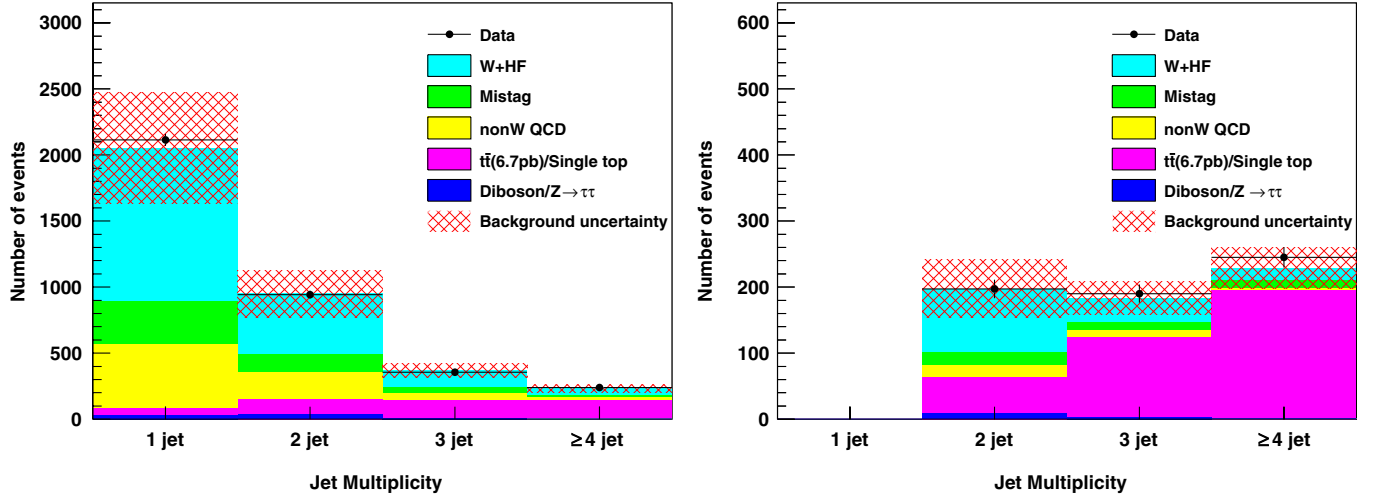 3000
2500
2000
1500
1000
500
0
Number of events
Data
W+HF
Mistag
nonW QCD
tt̄(6.7pb)/Single top
Diboson/Z→ττ
Background uncertainty
1 jet 2 jet 3 jet ≥4 jet
Jet Multiplicity
600
500
400
300
200
100
0
Number of events
Data
W+HF
Mistag
nonW QCD
tt̄(6.7pb)/Single top
Diboson/Z→ττ
Background uncertainty
1 jet 2 jet 3 jet ≥4 jet
Jet Multiplicity